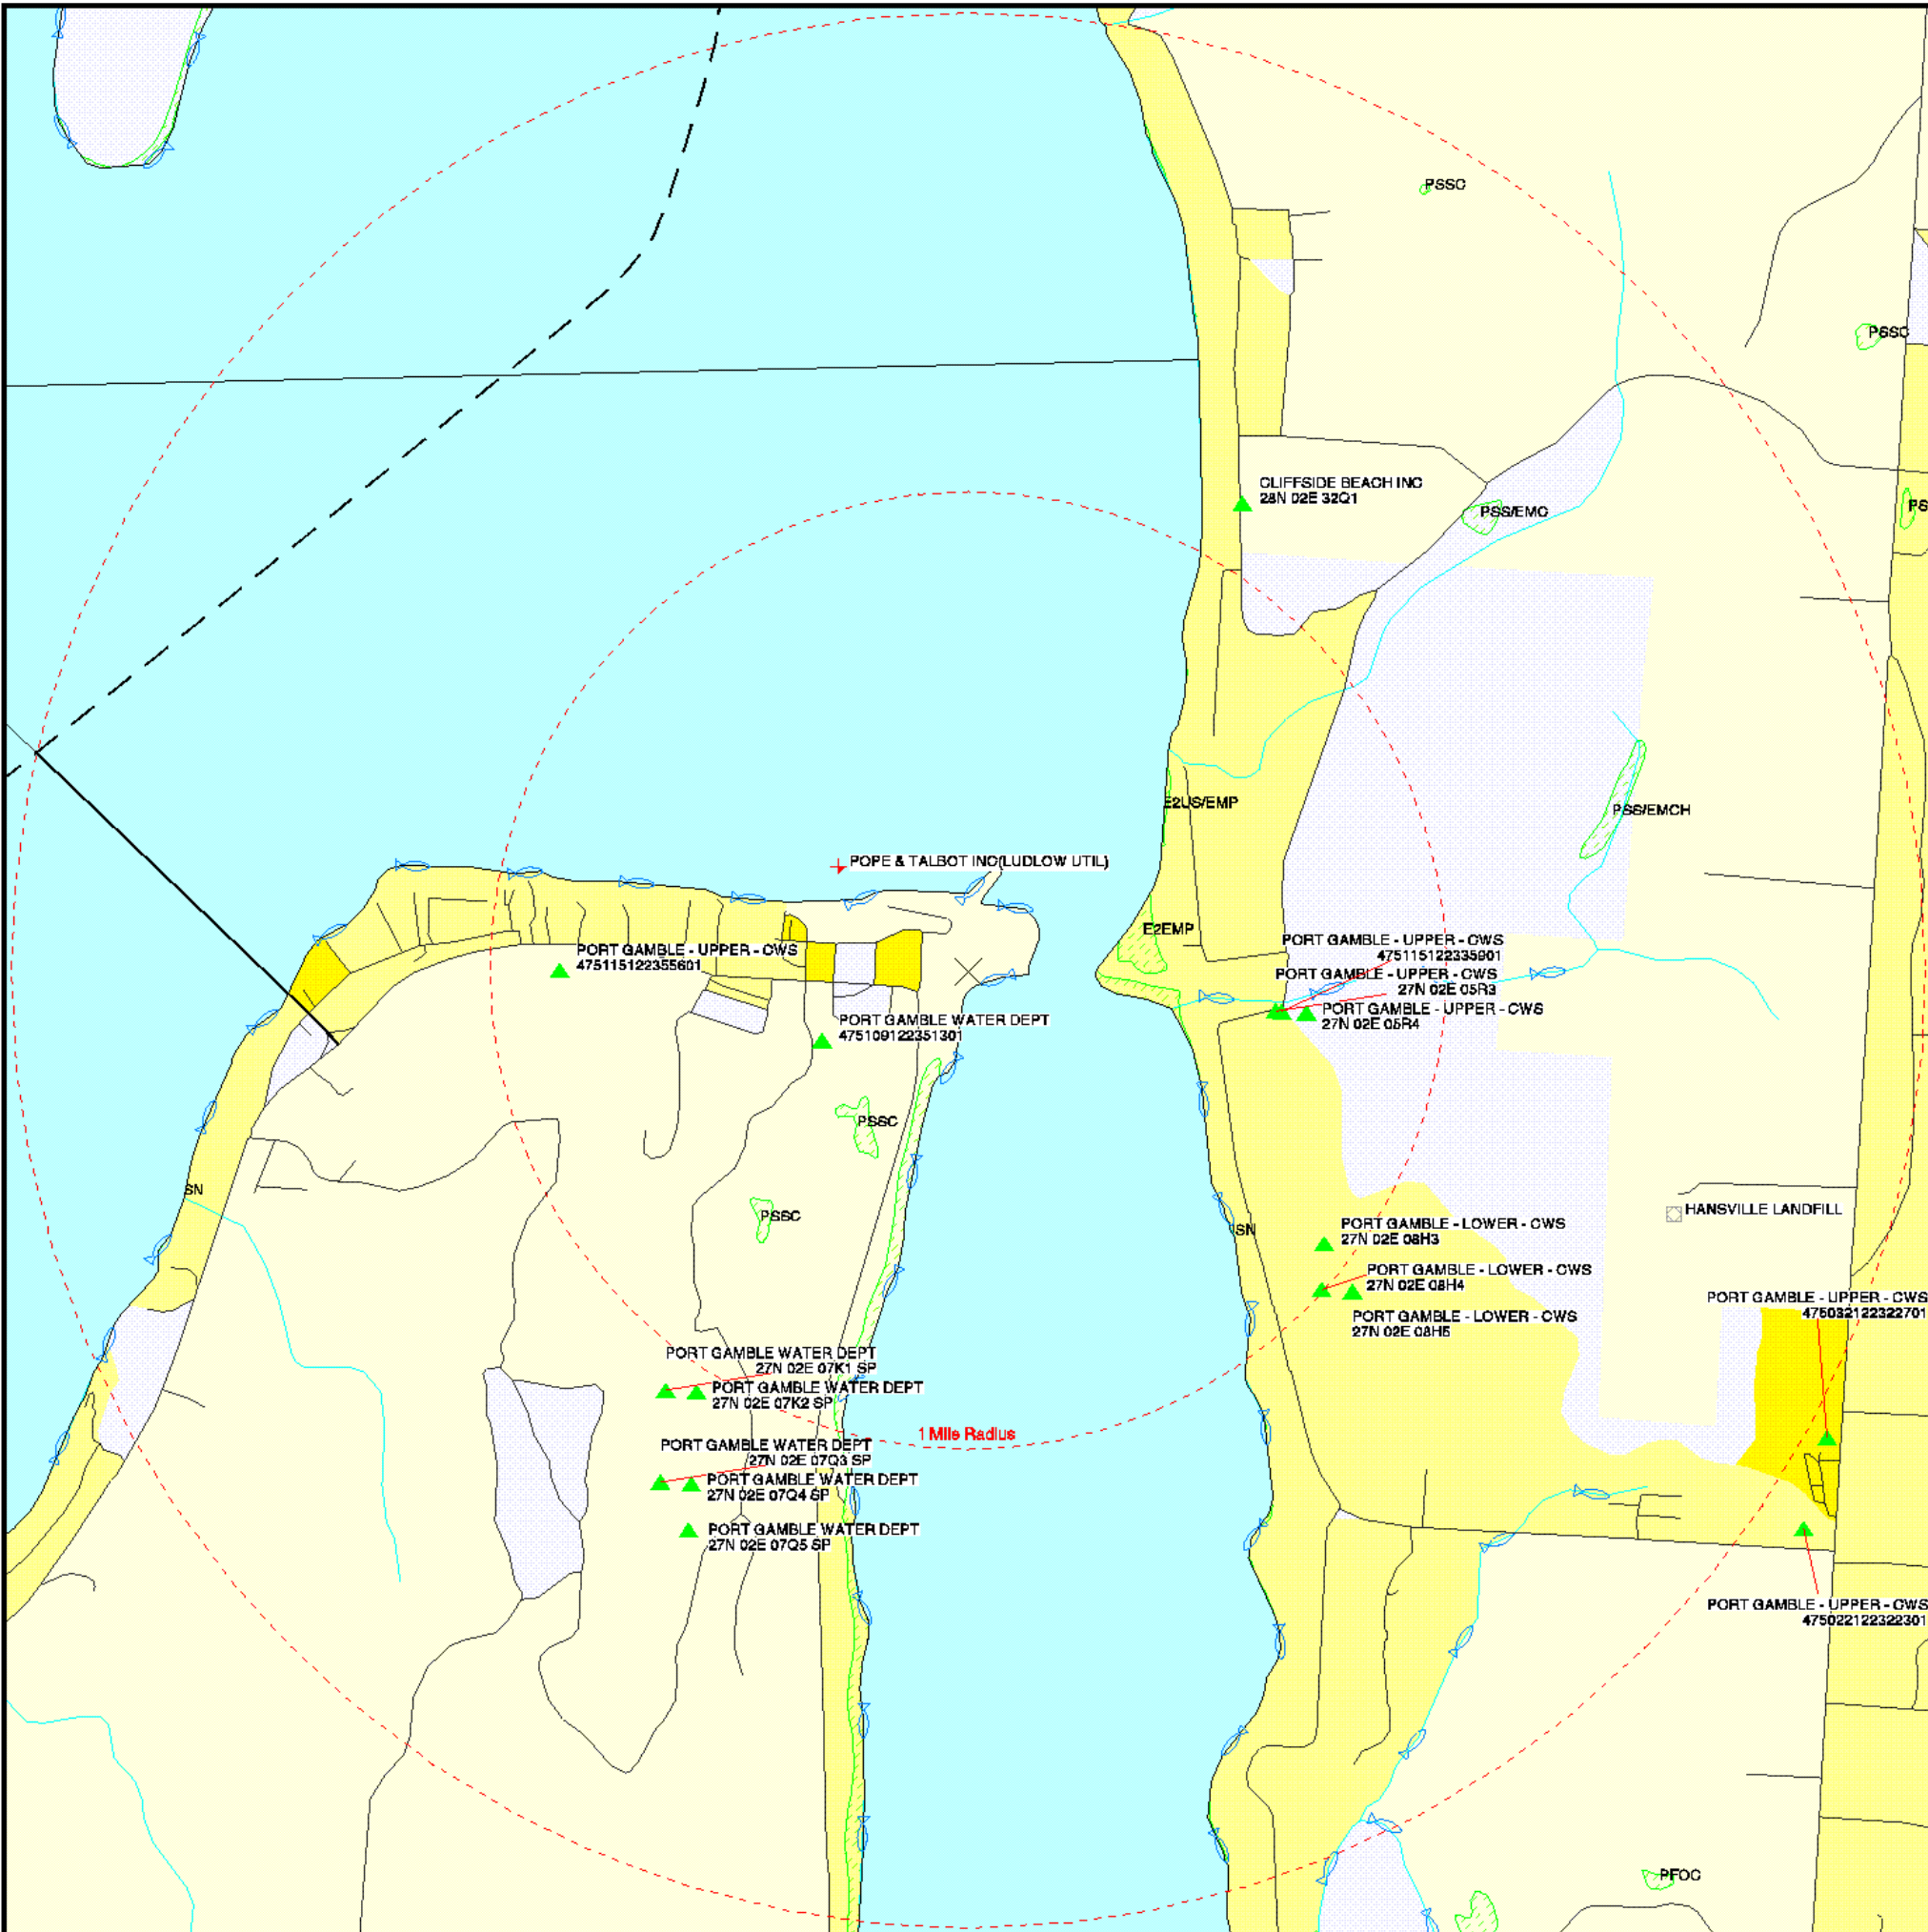 PSSC
PSSC
CLIFFSIDE BEACH INC
28N 02E 32Q1
PSS/EMC
PS
E2US/EMP
PSS/EMCH
POPE & TALBOT INC(LUDLOW UTIL)
E2EMP
PORT GAMBLE - UPPER - CWS
475115122355601
PORT GAMBLE - UPPER - CWS
475115122335901
PORT GAMBLE - UPPER - CWS
27N 02E 05R3
PORT GAMBLE - UPPER - CWS
27N 02E 05R4
PORT GAMBLE WATER DEPT
475109122351301
PSSC
SN
PSSC
HANSVILLE LANDFILL
SN
PORT GAMBLE - LOWER - CWS
27N 02E 08H3
PORT GAMBLE - LOWER - CWS
27N 02E 08H4
PORT GAMBLE - LOWER - CWS
27N 02E 08H5
PORT GAMBLE - UPPER - CWS
475032122322701
PORT GAMBLE WATER DEPT
27N 02E 07K1 SP
PORT GAMBLE WATER DEPT
27N 02E 07K2 SP
1 Mile Radius
PORT GAMBLE WATER DEPT
27N 02E 07Q3 SP
PORT GAMBLE WATER DEPT
27N 02E 07Q4 SP
PORT GAMBLE WATER DEPT
27N 02E 07Q5 SP
PORT GAMBLE - UPPER - CWS
475022122322301
PFOC